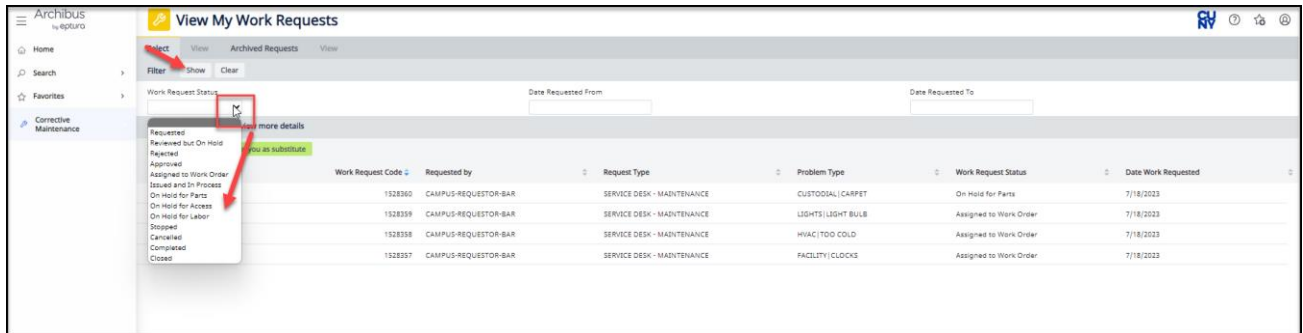 Archibus
by eptura
View My Work Requests
CUNY
Home
Search
Favorites
Corrective
Maintenance
Select View Archived Requests View
Filter Show Clear
Work Request Status Date Requested From Date Requested To
Requested
Reviewed but On Hold
Rejected
Approved
Assigned to Work Order
Issued and In Process
On Hold for Parts
On Hold for Access
On Hold for Labor
Stopped
Cancelled
Completed
Closed
view more details
you as substitute
Work Request Code Requested by Request Type Problem Type Work Request Status Date Work Requested
1528360 CAMPUS-REQUESTOR-BAR SERVICE DESK - MAINTENANCE CUSTODIAL|CARPET On Hold for Parts 7/18/2023
1528359 CAMPUS-REQUESTOR-BAR SERVICE DESK - MAINTENANCE LIGHTS|LIGHT BULB Assigned to Work Order 7/18/2023
1528358 CAMPUS-REQUESTOR-BAR SERVICE DESK - MAINTENANCE HVAC|TOO COLD Assigned to Work Order 7/18/2023
1528357 CAMPUS-REQUESTOR-BAR SERVICE DESK - MAINTENANCE FACILITY|CLOCKS Assigned to Work Order 7/18/2023